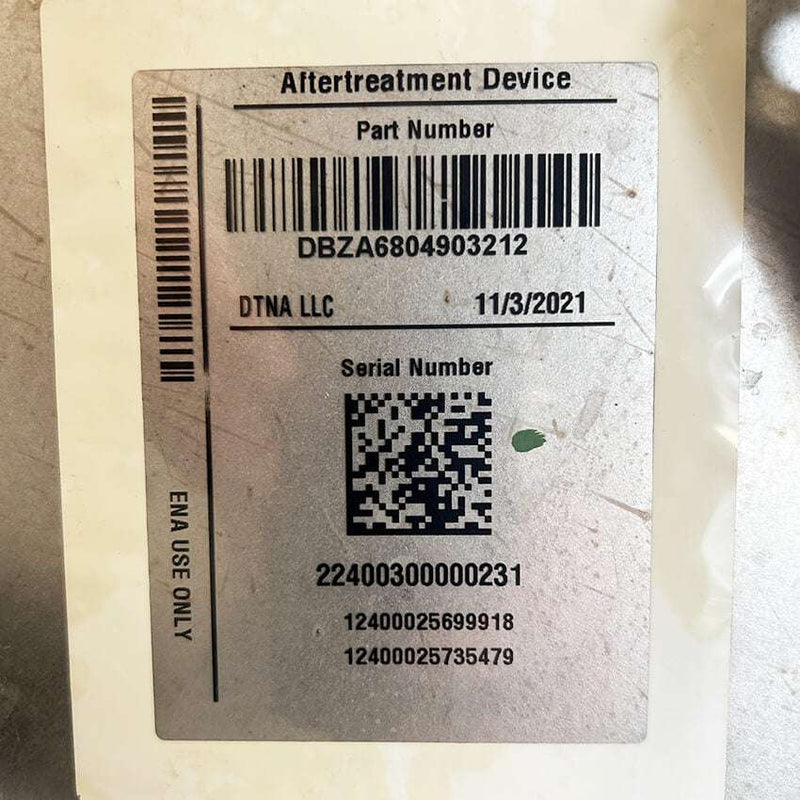 Aftertreatment Device
Part Number
DBZA6804903212
DTNA LLC 11/3/2021
Serial Number
22400300000231
12400025699918
12400025735479
ENA USE ONLY